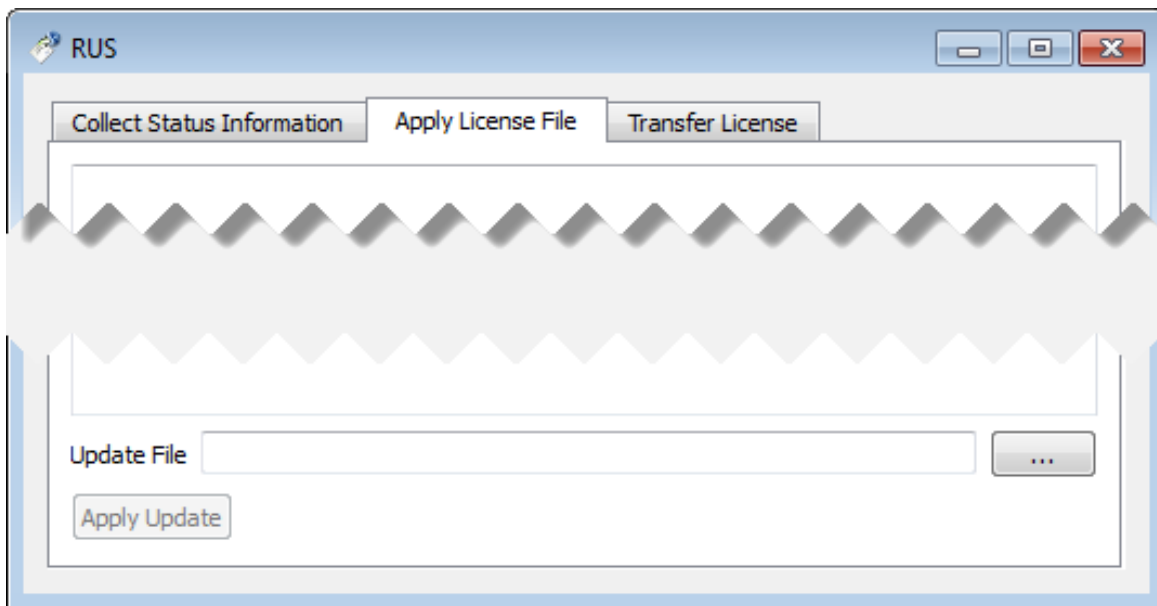 RUS
Collect Status Information Apply License File Transfer License
Update File ...
Apply Update